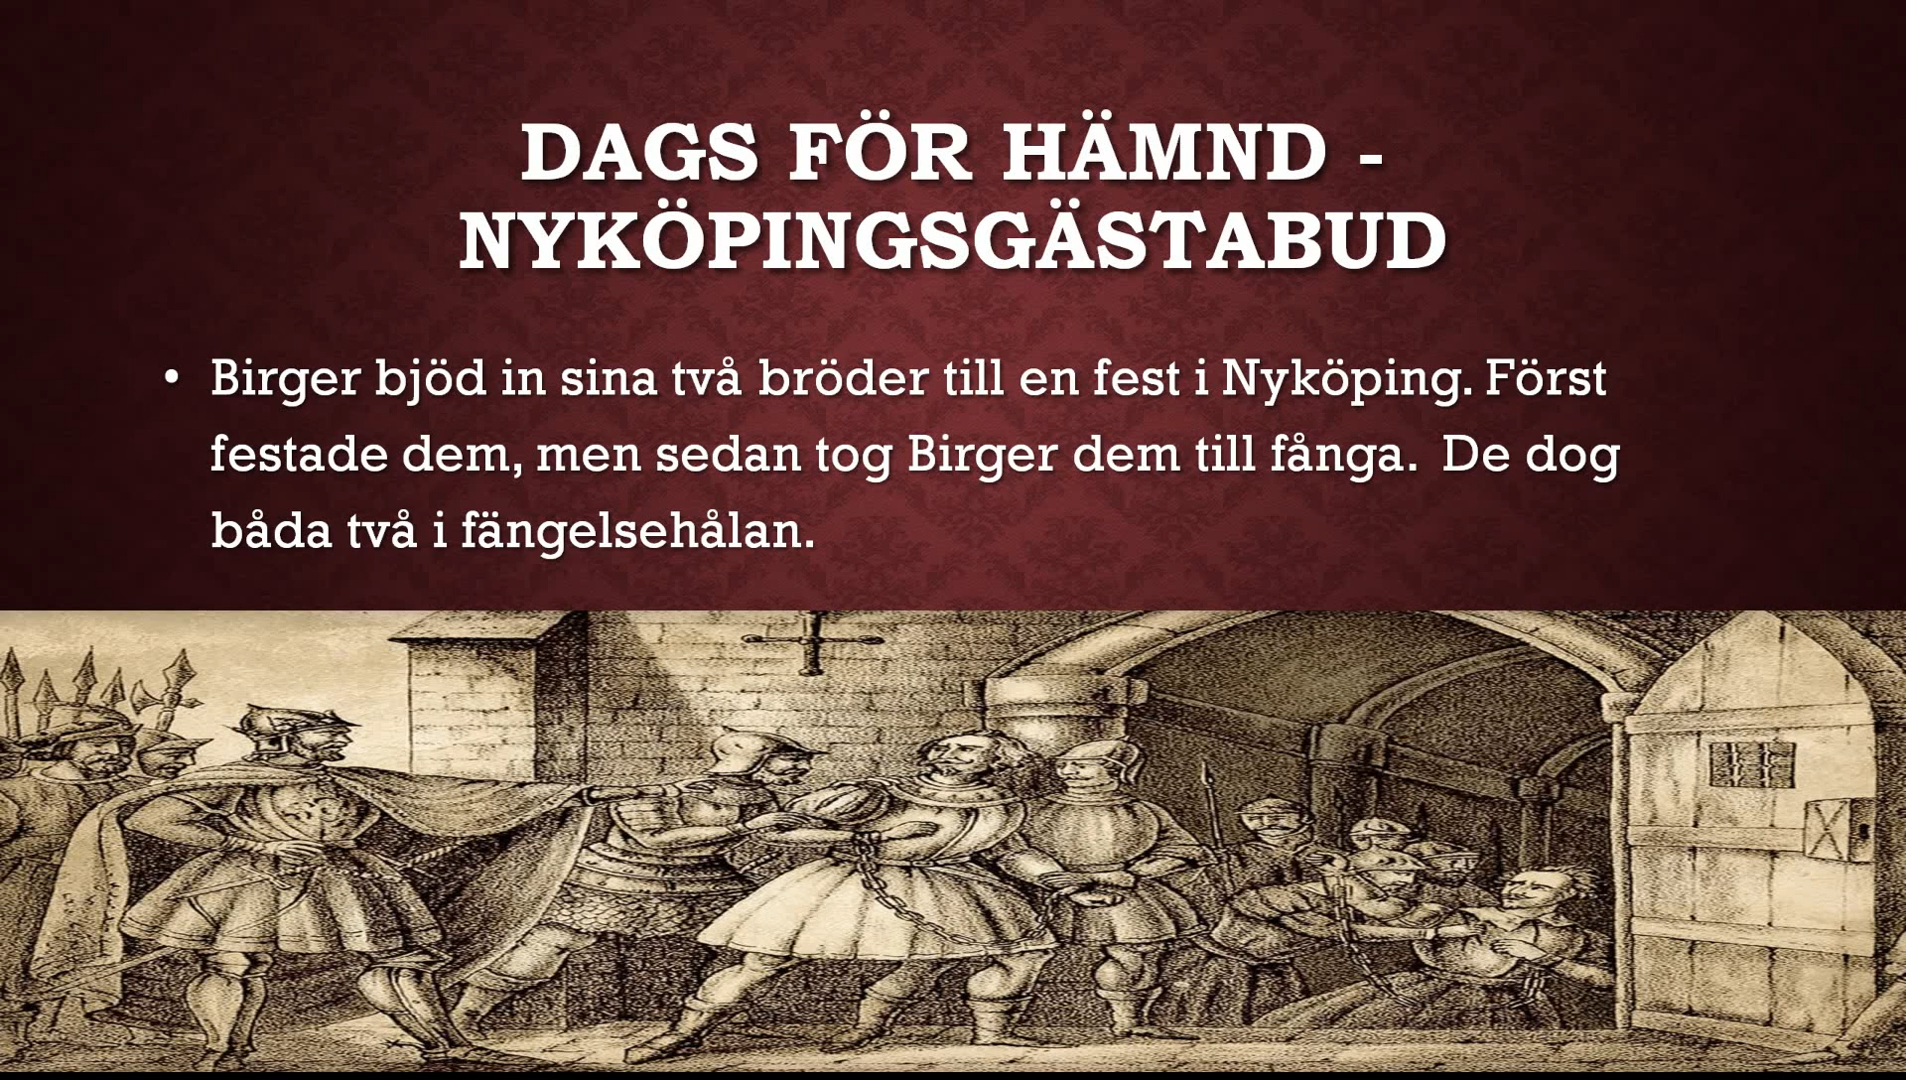 DAGS FÖR HÄMND -
NYKÖPINGSGÄSTABUD
• Birger bjöd in sina två bröder till en fest i Nyköping. Först
festade dem, men sedan tog Birger dem till fånga. De dog
båda två i fängelsehålan.